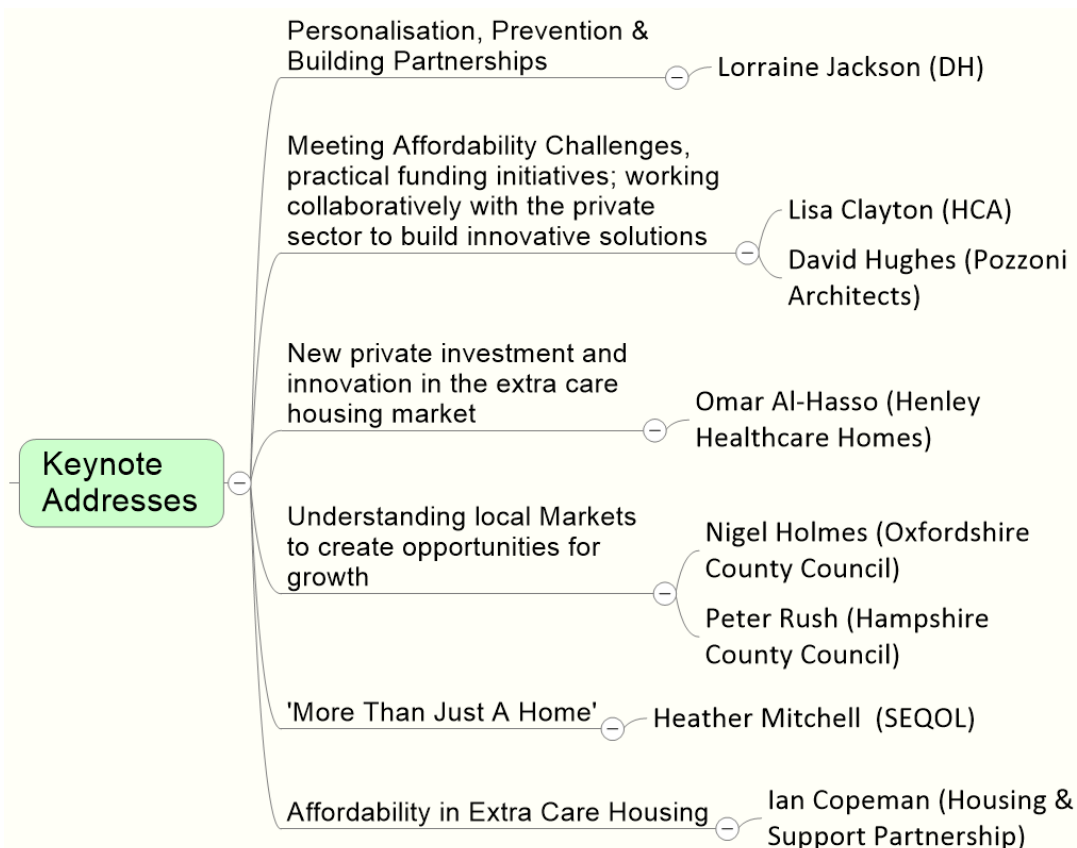 Personalisation, Prevention &
Building Partnerships
Lorraine Jackson (DH)
Meeting Affordability Challenges,
practical funding initiatives; working
collaboratively with the private
sector to build innovative solutions
Lisa Clayton (HCA)
David Hughes (Pozzoni
Architects)
New private investment and
innovation in the extra care
housing market
Omar Al-Hasso (Henley
Healthcare Homes)
Keynote
Addresses
Understanding local Markets
to create opportunities for
growth
Nigel Holmes (Oxfordshire
County Council)
Peter Rush (Hampshire
County Council)
'More Than Just A Home'
Heather Mitchell  (SEQOL)
Affordability in Extra Care Housing
Ian Copeman (Housing &
Support Partnership)